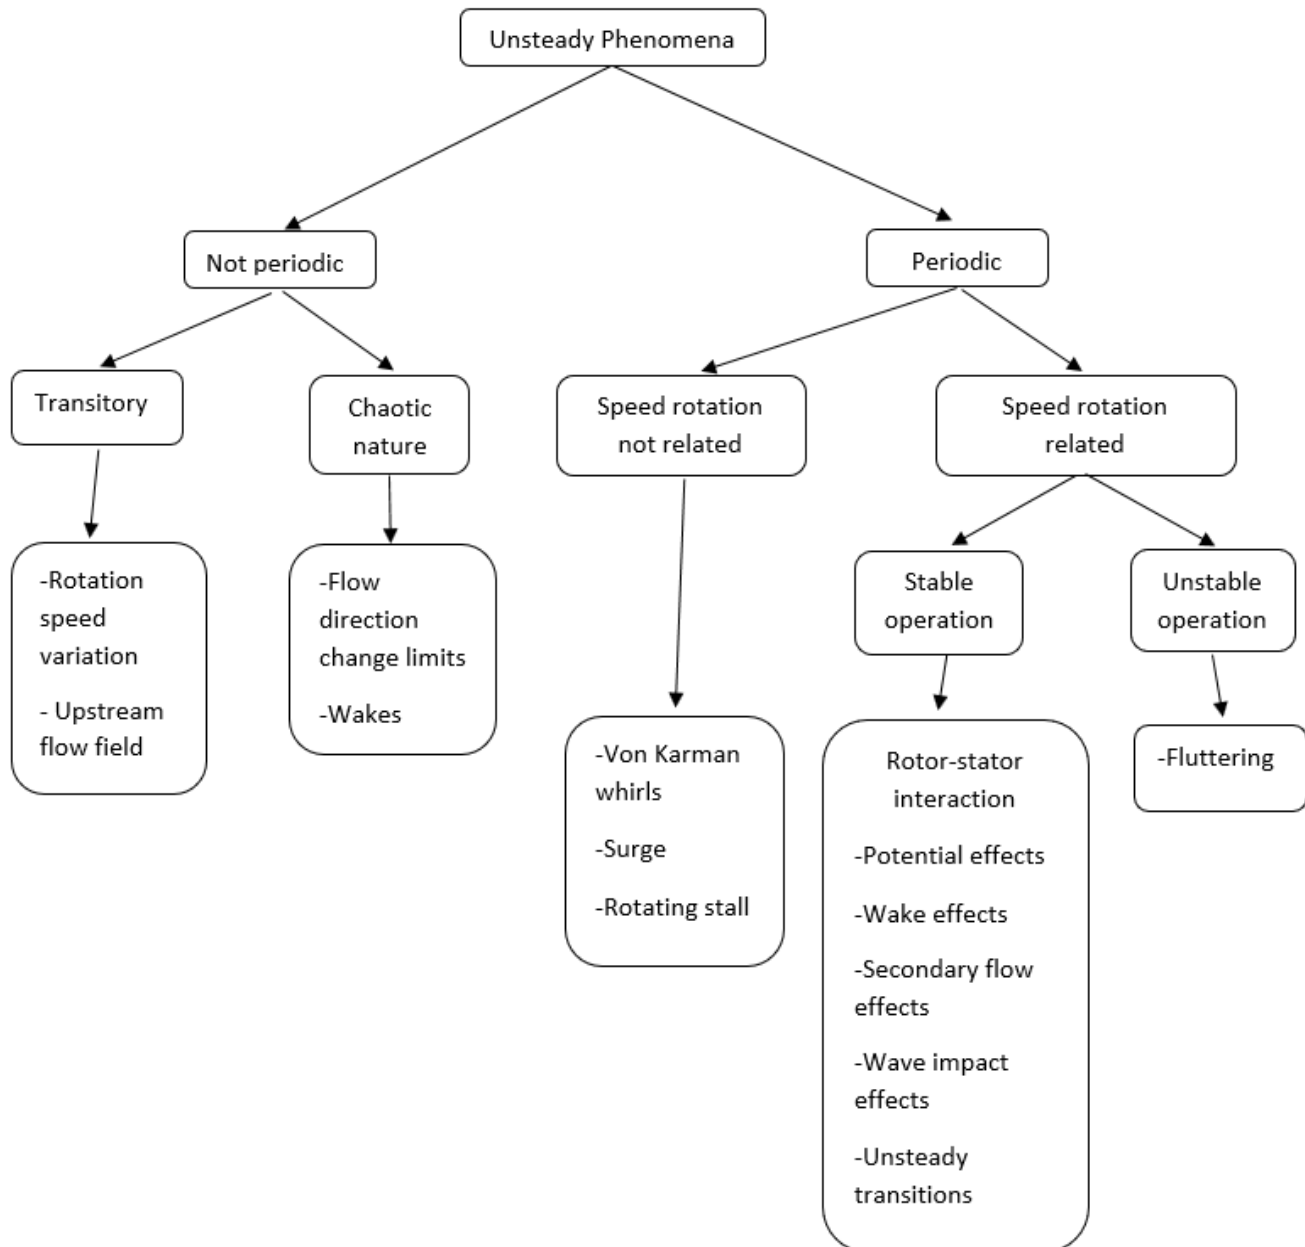 Unsteady Phenomena
Not periodic
Periodic
Transitory
Chaotic
nature
Speed rotation
not related
Speed rotation
related
-Rotation
speed
variation
- Upstream
flow field
-Flow
direction
change limits
-Wakes
Stable
operation
Unstable
operation
-Von Karman
whirls
-Surge
-Rotating stall
Rotor-stator
interaction
-Potential effects
-Wake effects
-Secondary flow
effects
-Wave impact
effects
-Unsteady
transitions
-Fluttering